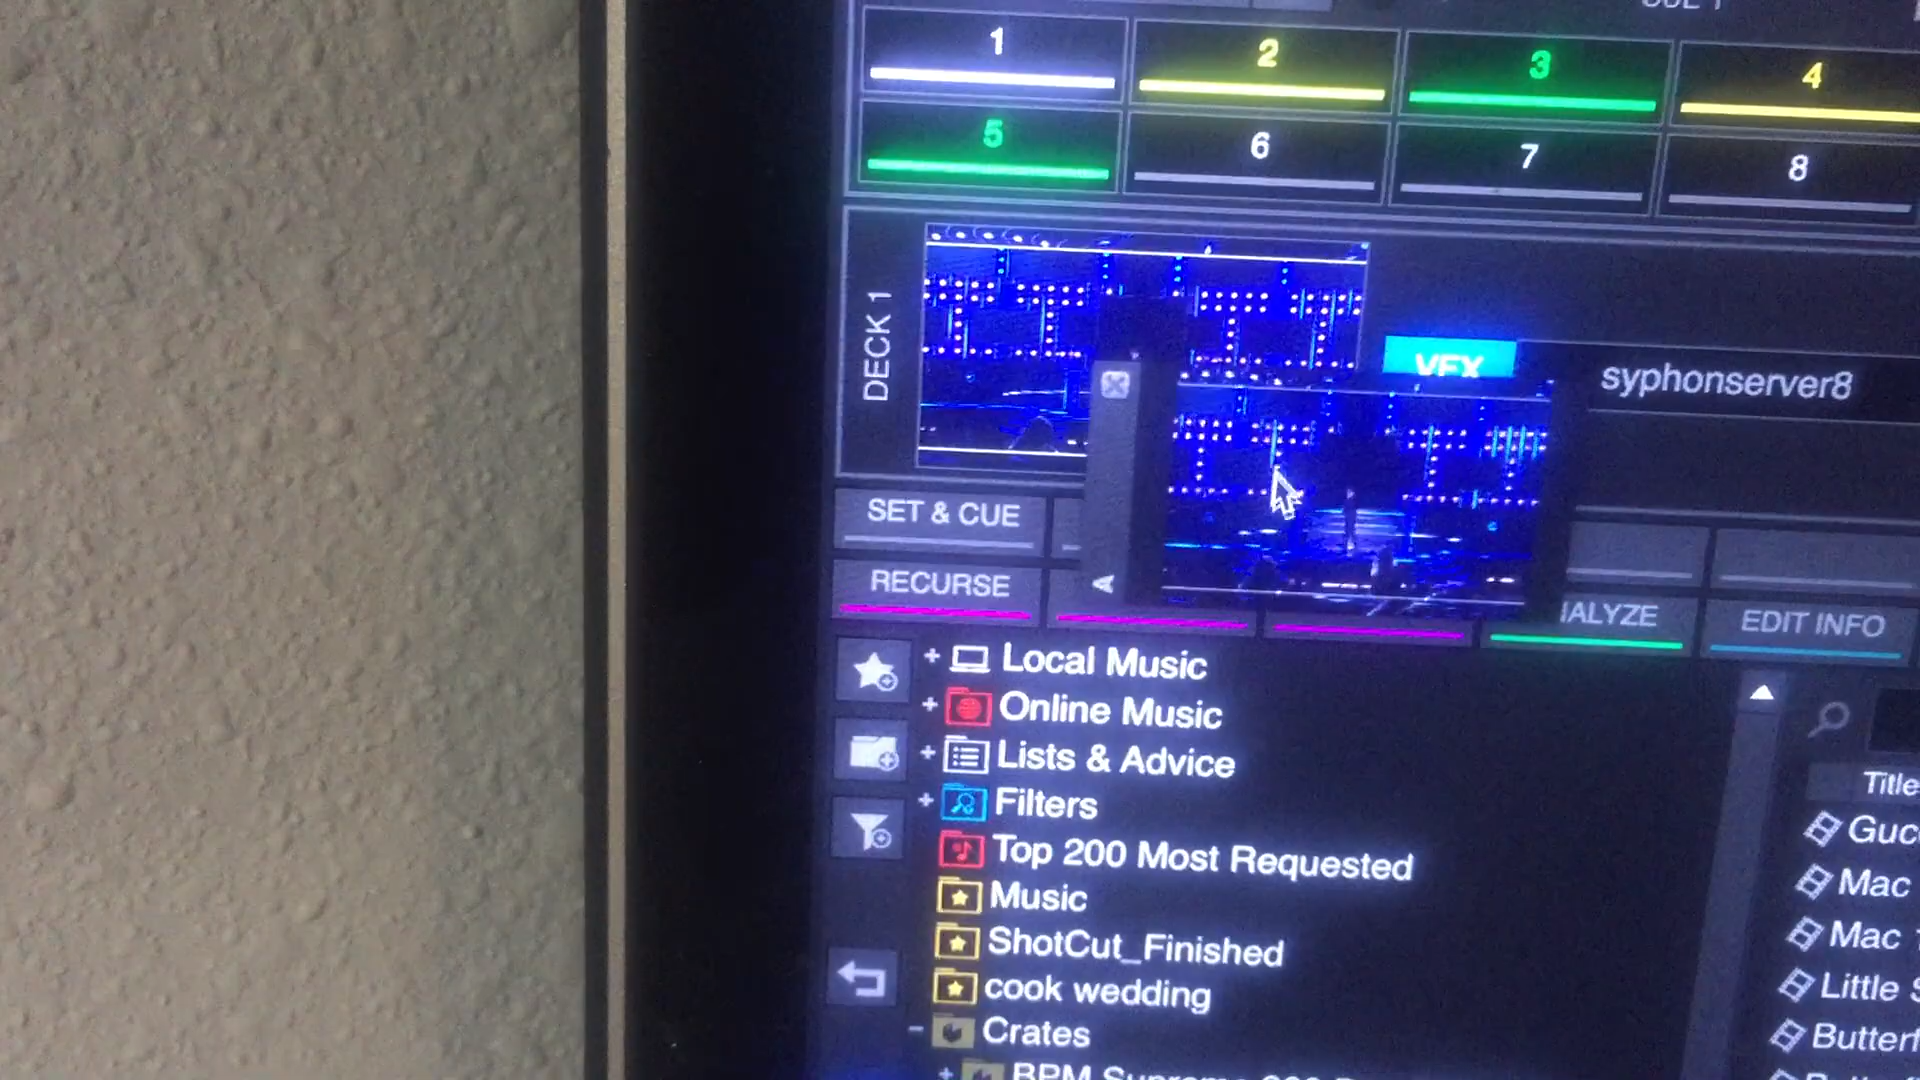 1 2 3 4
5 6 7 8
DECK 1
VFX
syphonserver8
SET & CUE
RECURSE
EDIT INFO
Local Music
Online Music
Lists & Advice
Filters
Top 200 Most Requested
Music
ShotCut_Finished
cook wedding
Crates
Title
Mac
Mac
Little